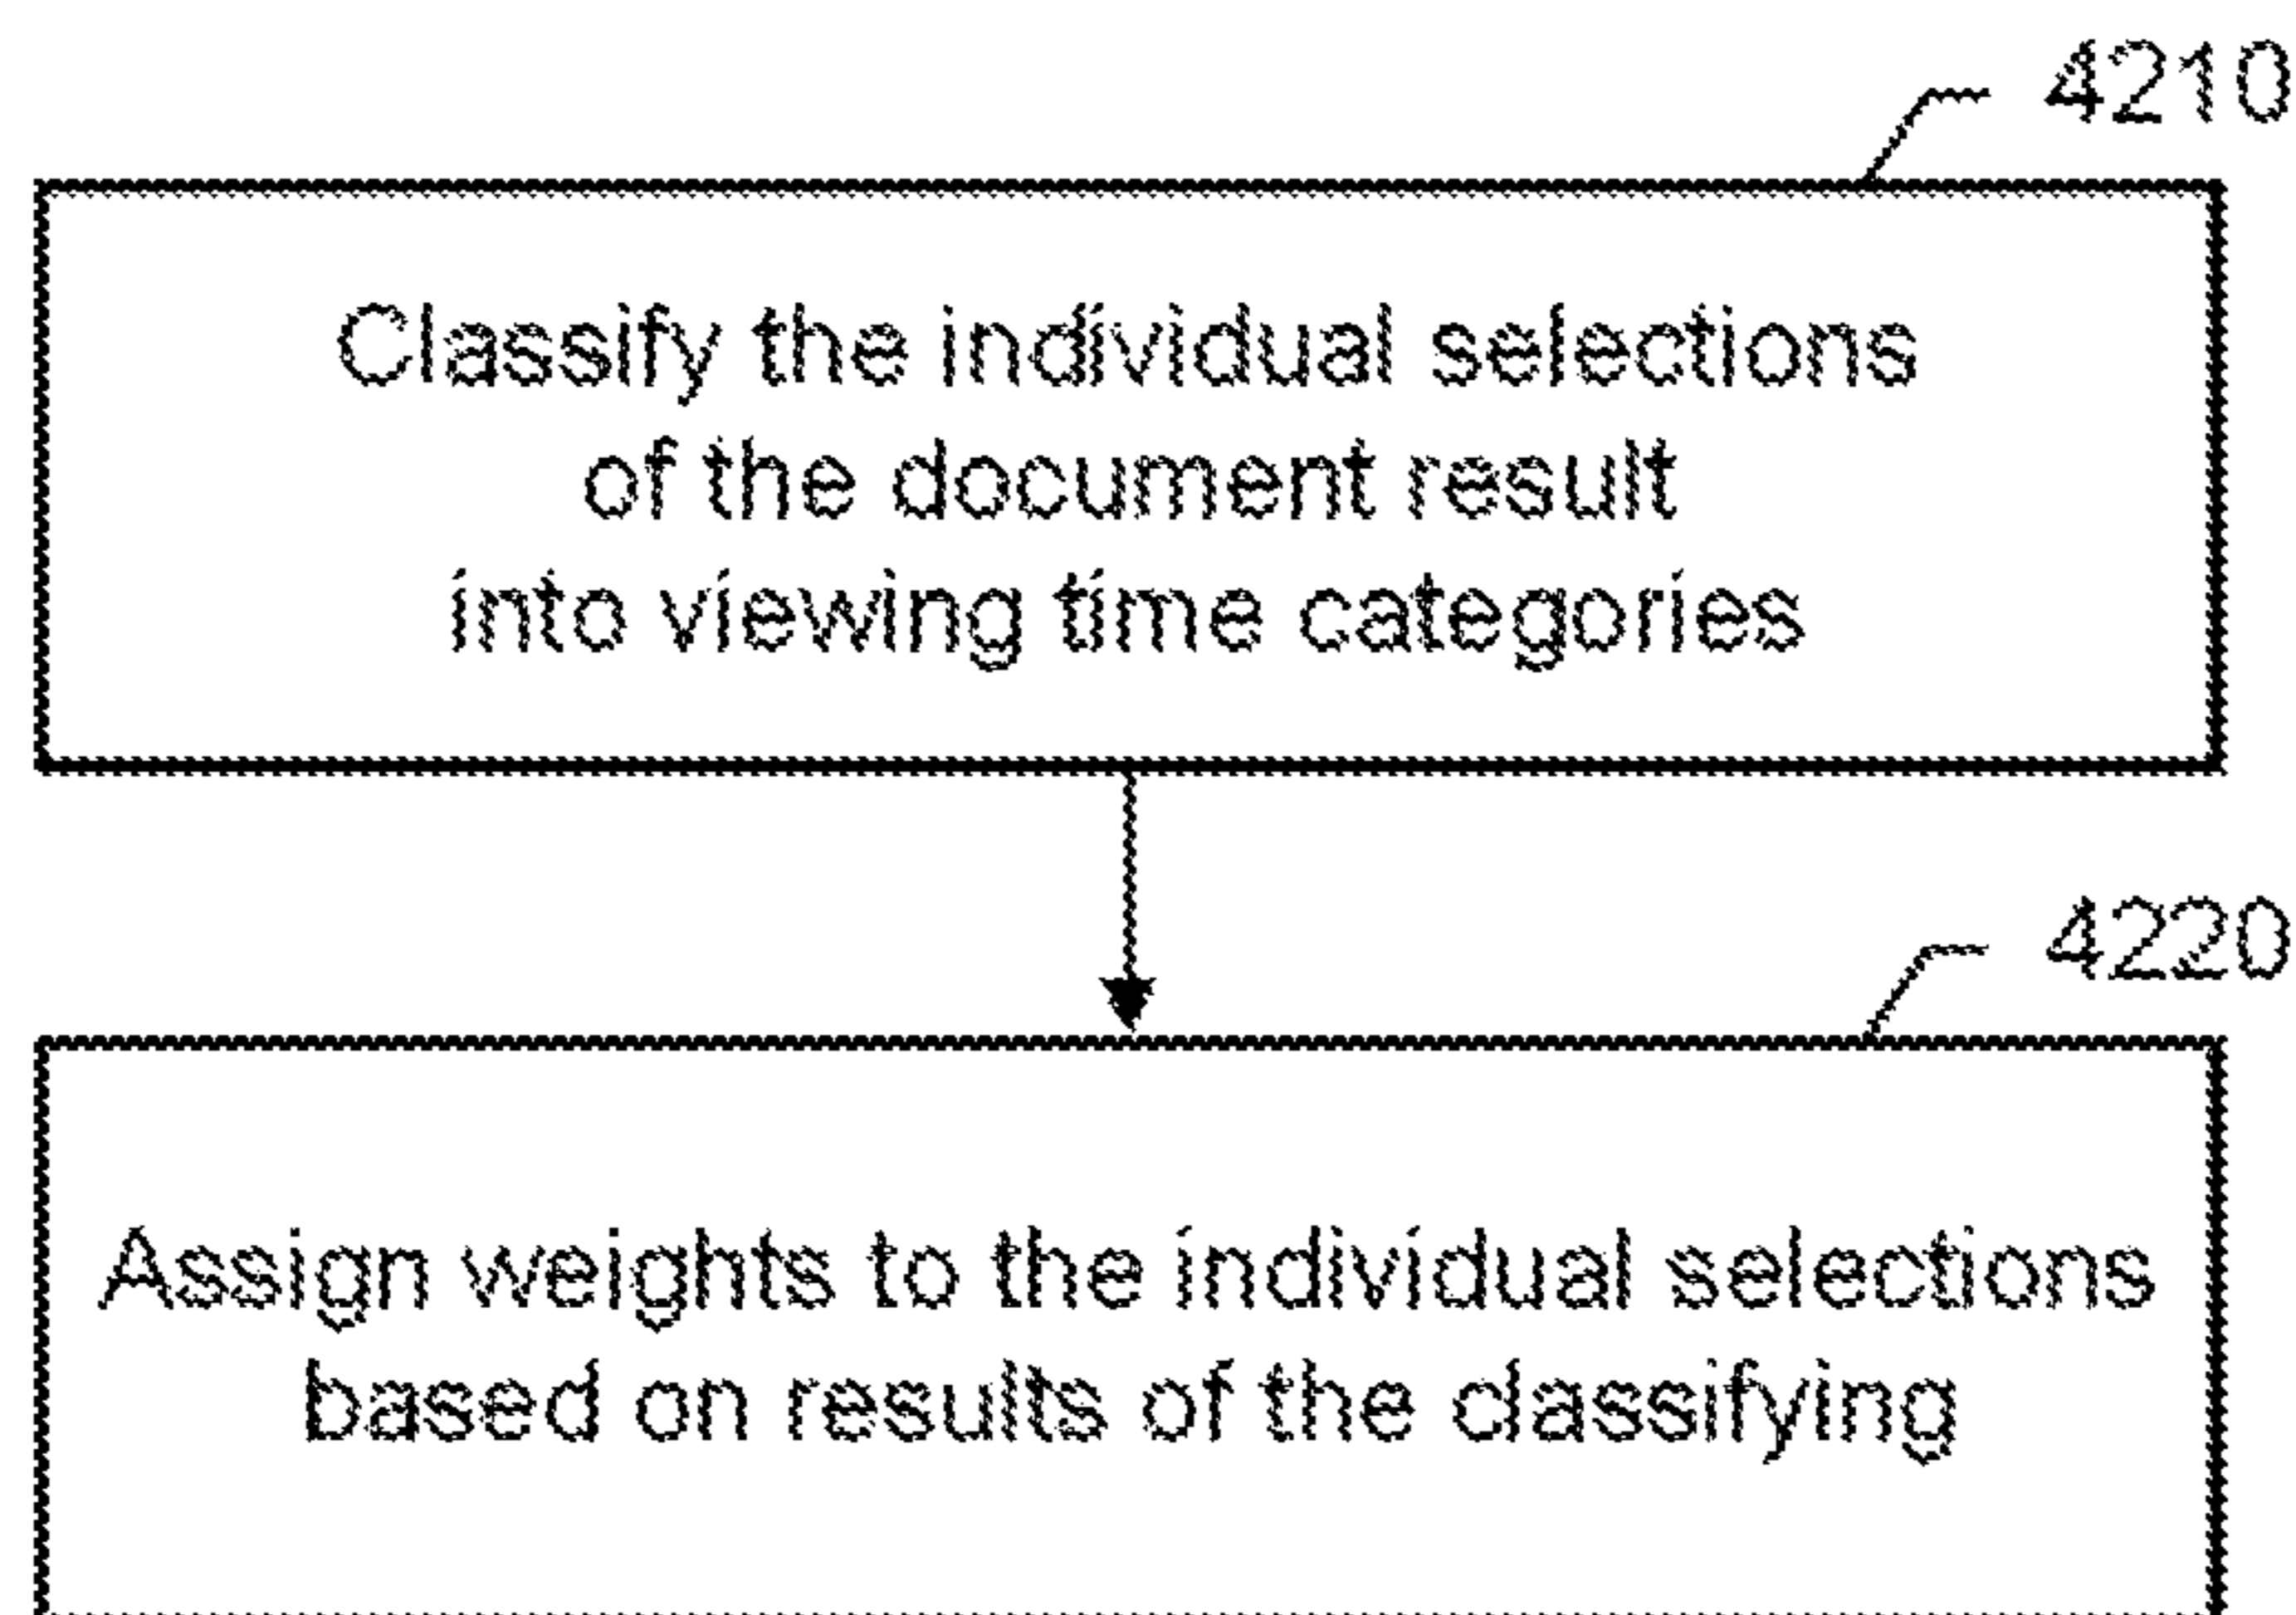 4210
Classify the individual selections
of the document result
into viewing time categories
4220
Assign weights to the individual selections
based on results of the classifying